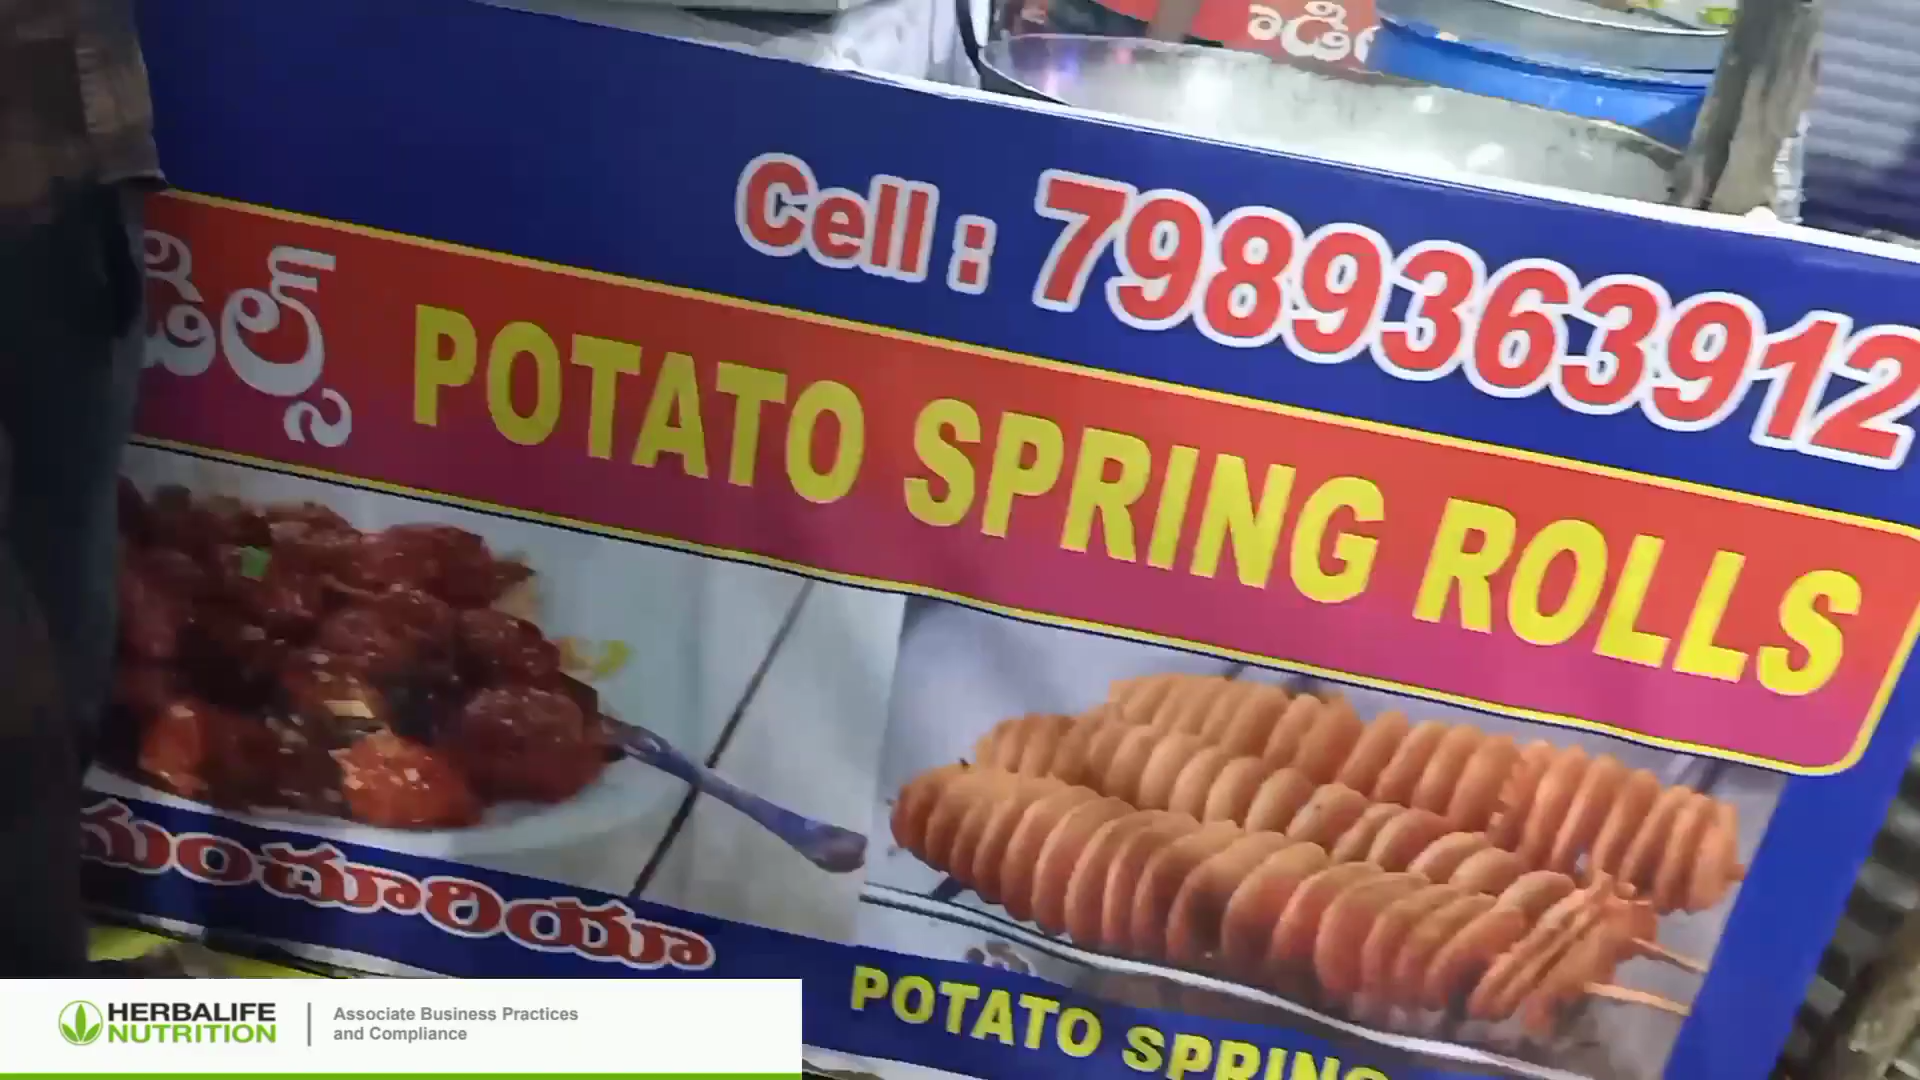 Cell : 7989363912
డిల్స్ POTATO SPRING ROLLS
మంచూరియా
POTATO SPRING
HERBALIFE
NUTRITION
Associate Business Practices
and Compliance